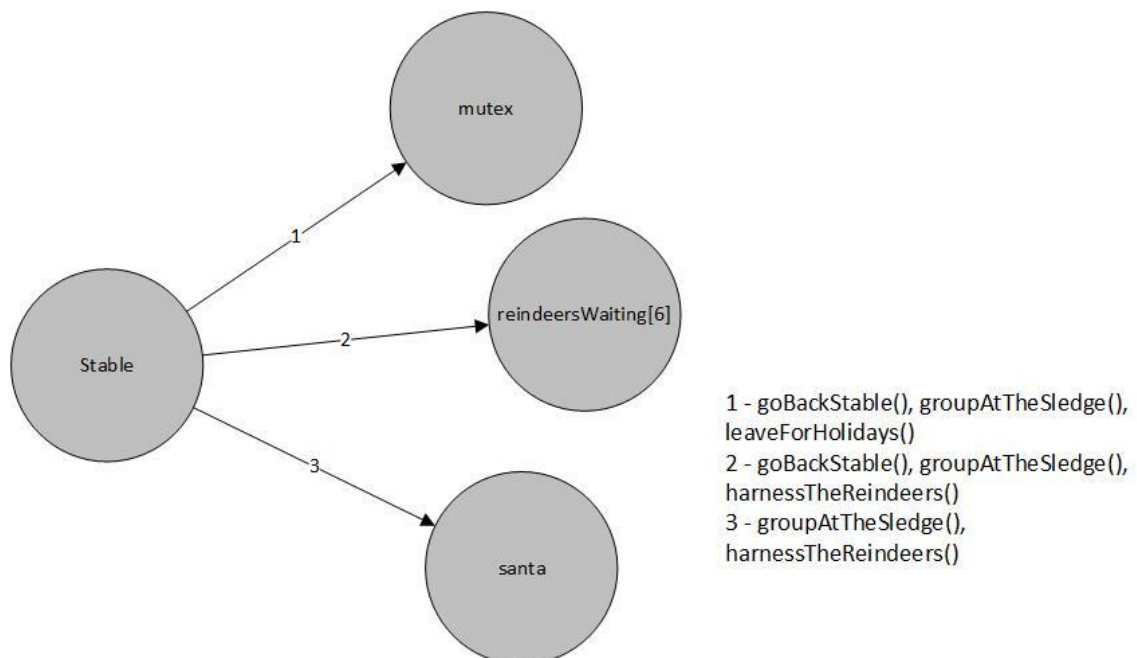 mutex
1
reindeersWaiting[6]
2
Stable
3
santa
1 - goBackStable(), groupAtTheSledge(),
leaveForHolidays()
2 - goBackStable(), groupAtTheSledge(),
harnessTheReindeers()
3 - groupAtTheSledge(),
harnessTheReindeers()